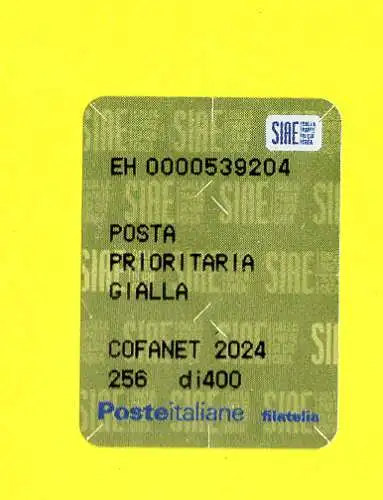 SIAE
EH 0000539204
POSTA
PRIORITARIA
GIALLA
COFANET 2024
256 di400
Posteitaliane filatelia